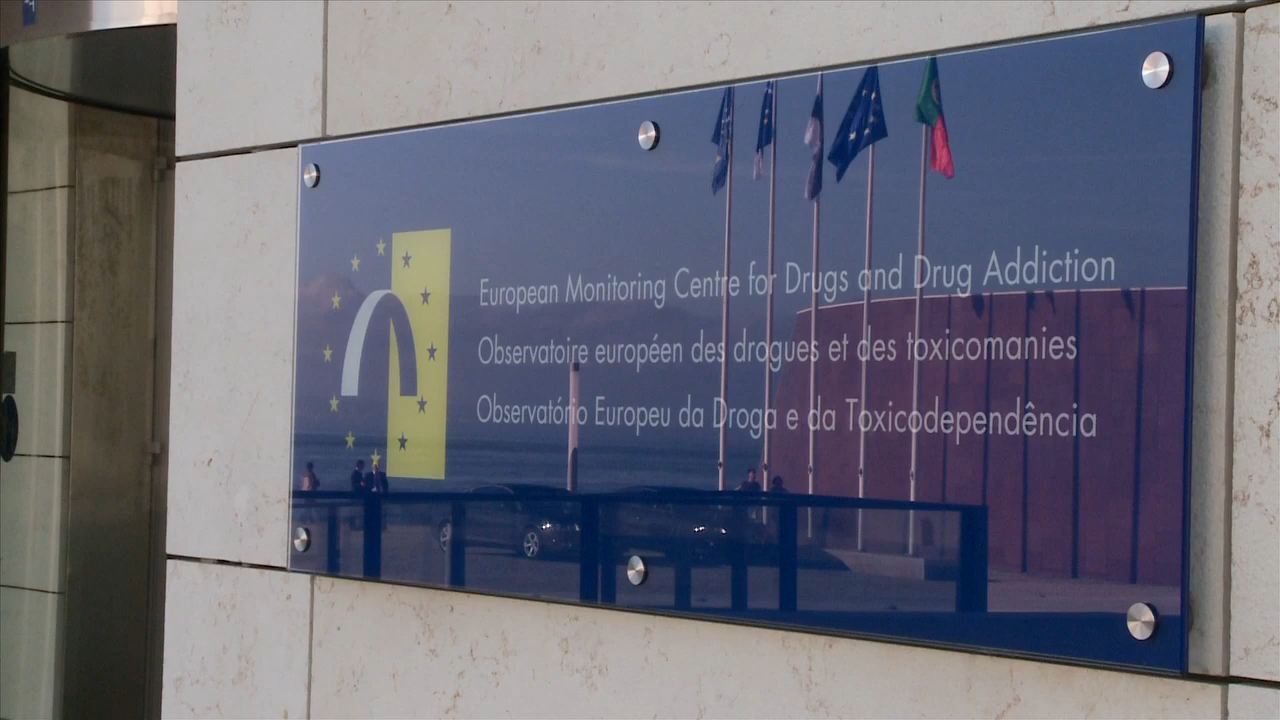 European Monitoring Centre for Drugs and Drug Addiction
Observatoire européen des drogues et des toxicomanies
Observatório Europeu da Droga e da Toxicodependência